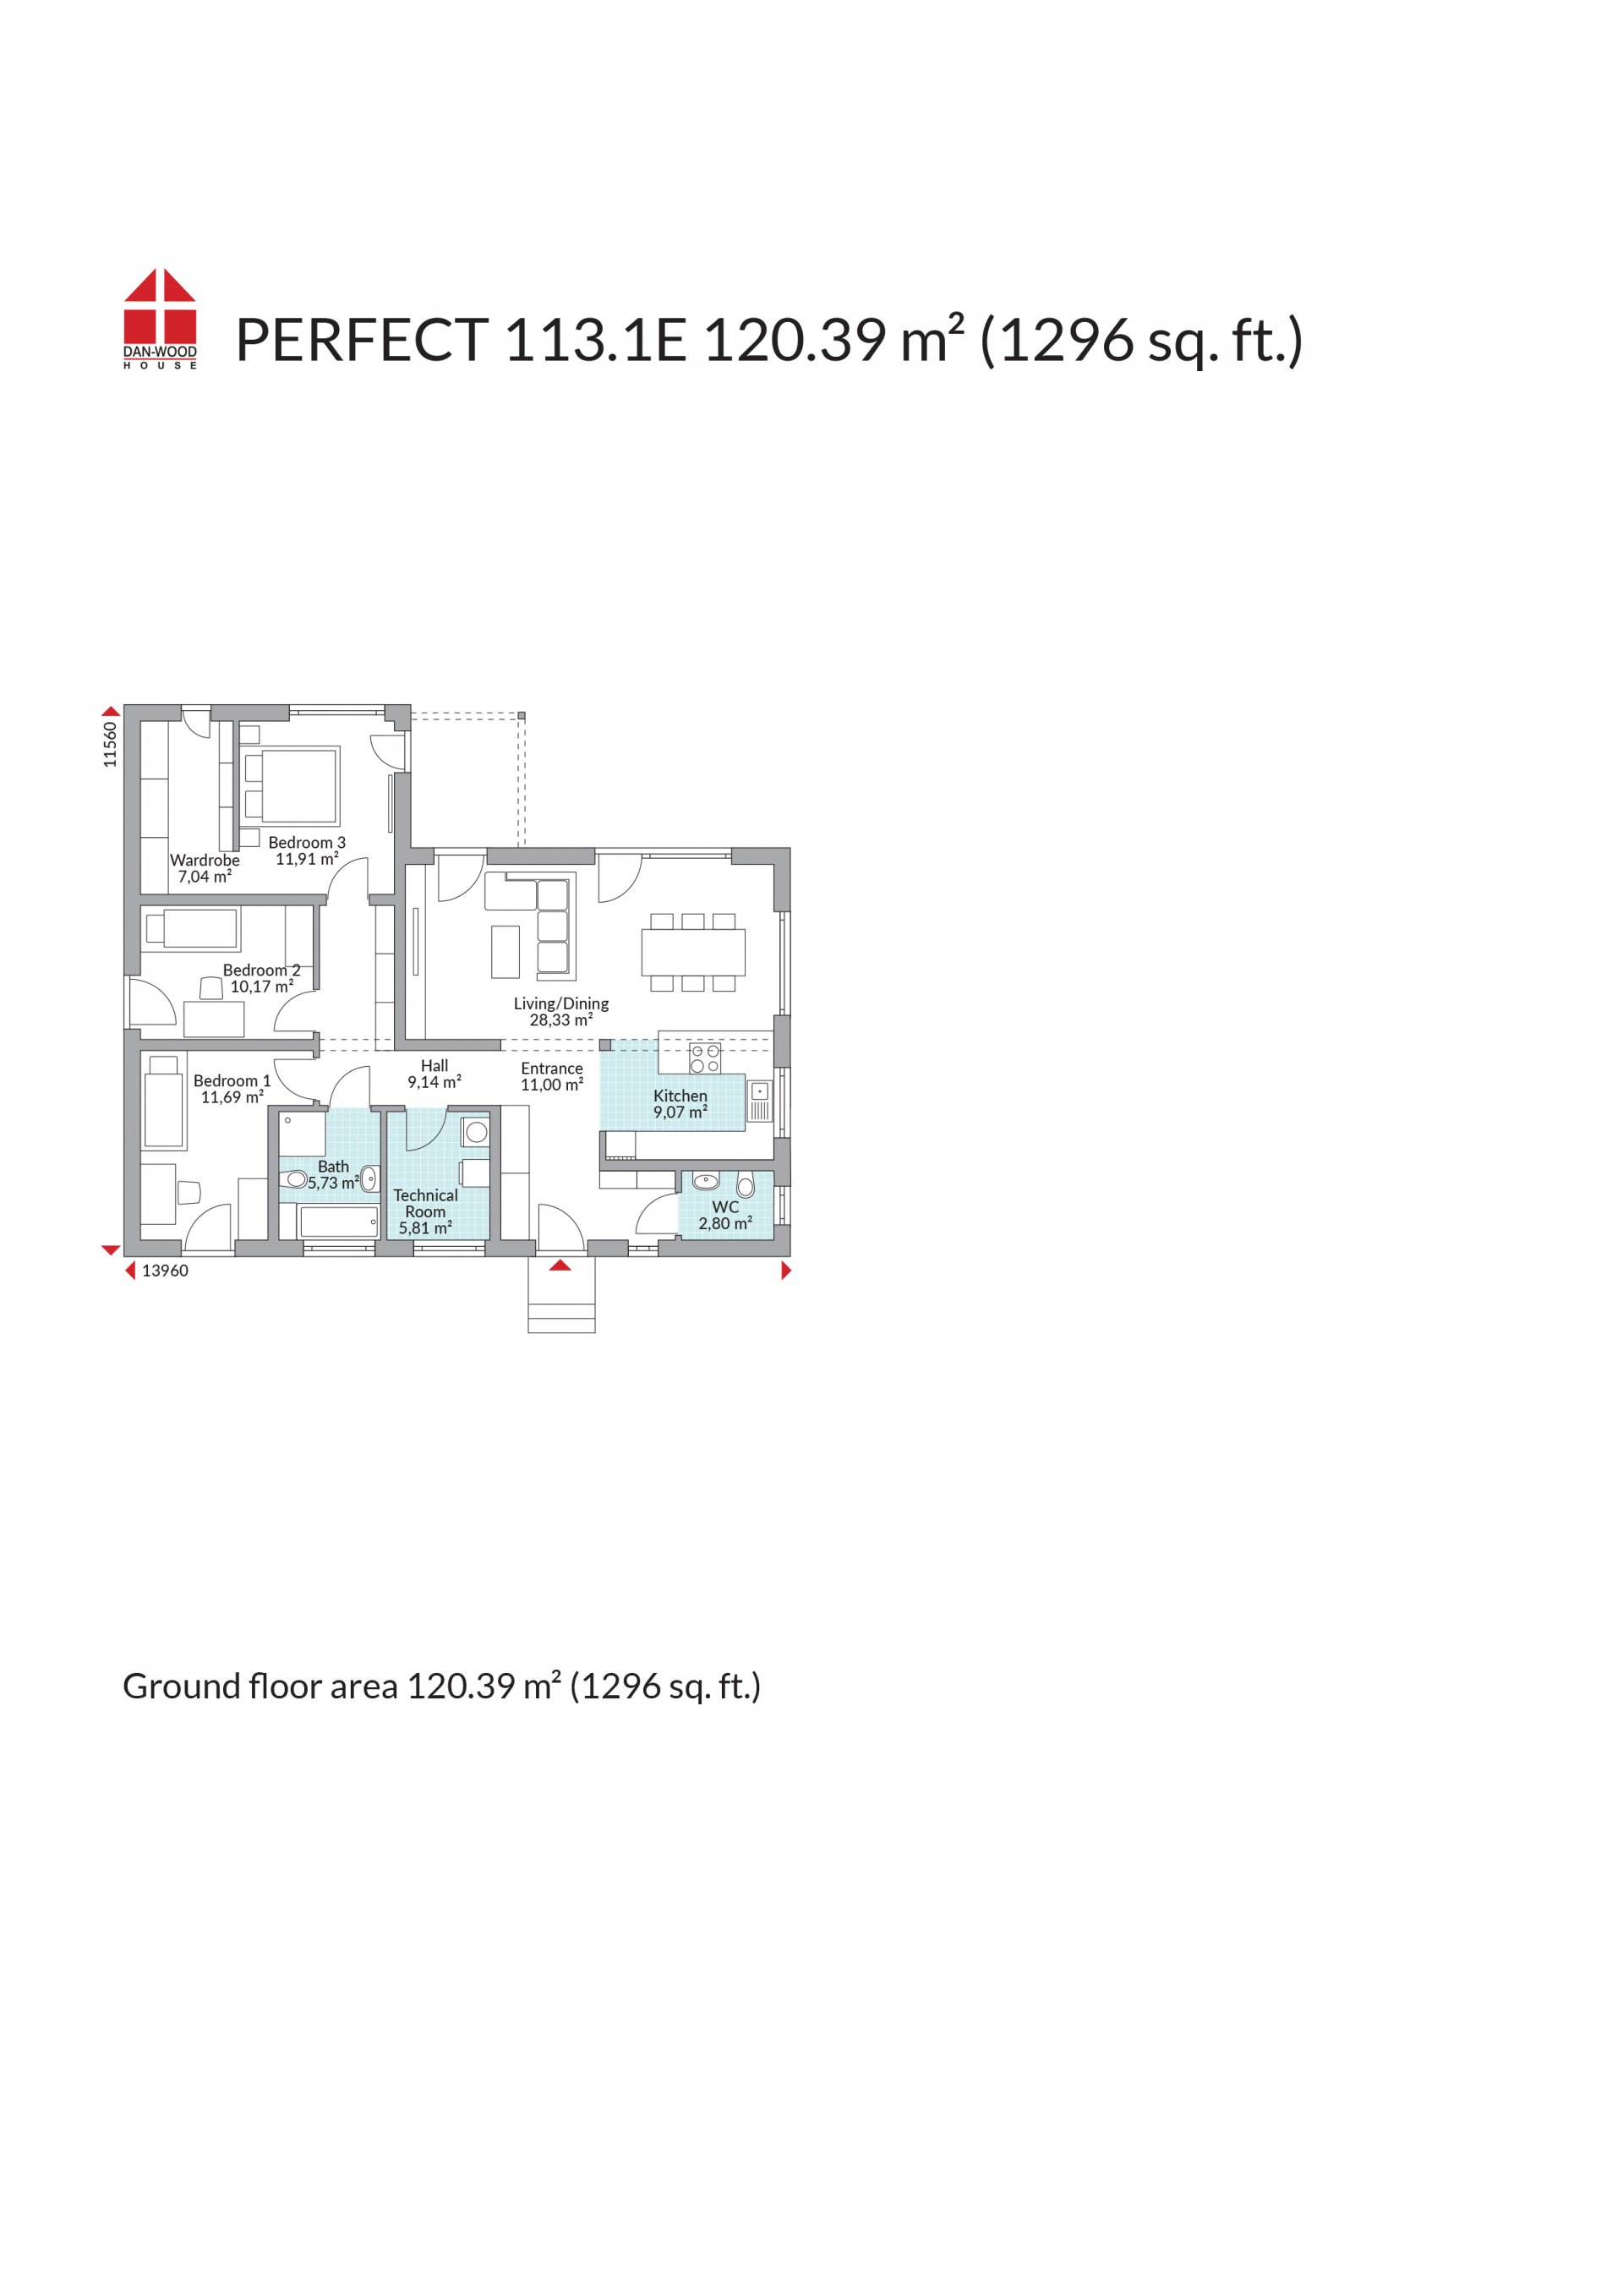 DAN-WOOD
HOUSE
PERFECT 113.1E 120.39 m² (1296 sq. ft.)
11560
Bedroom 3
11,91 m²
Wardrobe
7,04 m²
Bedroom 2
10,17 m²
Living/Dining
28,33 m²
Hall
9,14 m²
Entrance
11,00 m²
Bedroom 1
11,69 m²
Kitchen
9,07 m²
Bath
5,73 m²
Technical
Room
5,81 m²
WC
2,80 m²
13960
Ground floor area 120.39 m² (1296 sq. ft.)